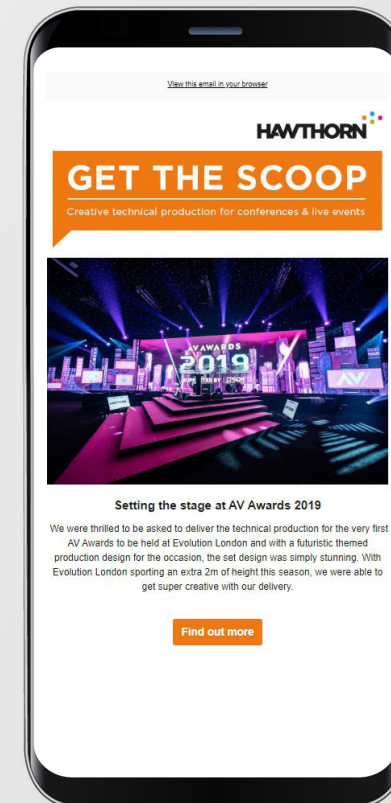 View this email in your browser
HAWTHORN
GET THE SCOOP
Creative technical production for conferences & live events
AV AWARDS
2019
AV
Setting the stage at AV Awards 2019
We were thrilled to be asked to deliver the technical production for the very first
AV Awards to be held at Evolution London and with a futuristic themed
production design for the occasion, the set design was simply stunning. With
Evolution London sporting an extra 2m of height this season, we were able to
get super creative with our delivery.
Find out more